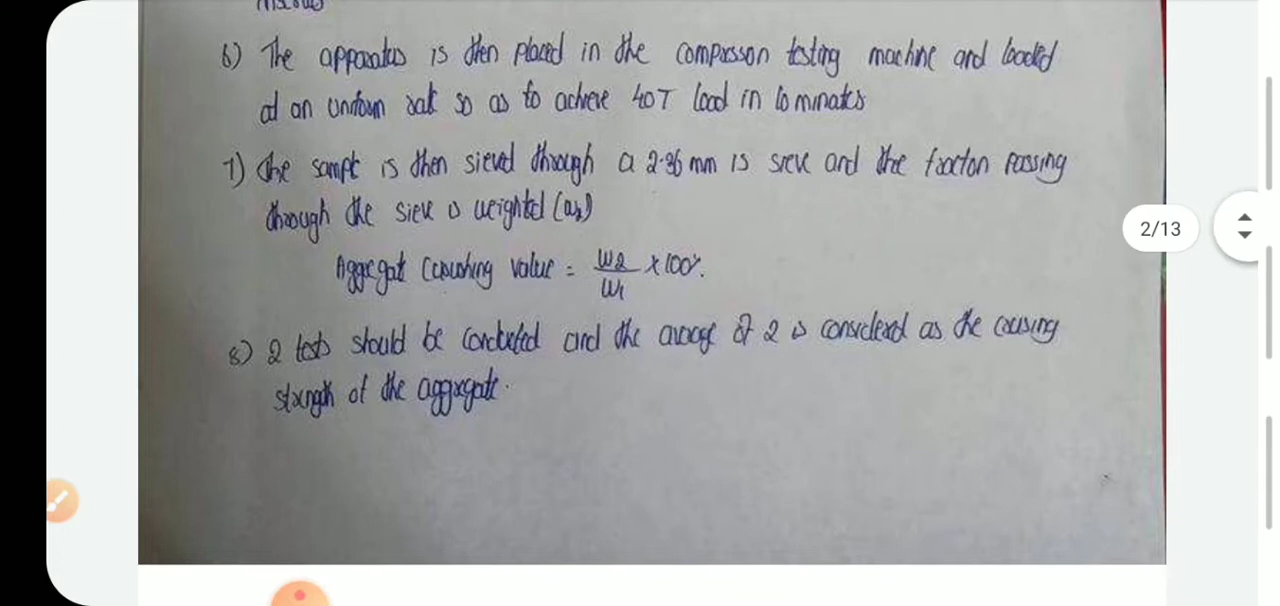 6) The apparatus is then placed in the compression testing machine and loaded
at an uniform rate so as to achieve 40T load in 10 minutes
7) The sample is then sieved through a 2.36 mm IS sieve and the fraction passing
through the sieve is weighted (w2)
Aggregate Crushing value = W2/W1 × 100%.
2/13
8) 2 tests should be conducted and the average of 2 is considered as the crushing
strength of the aggregate.